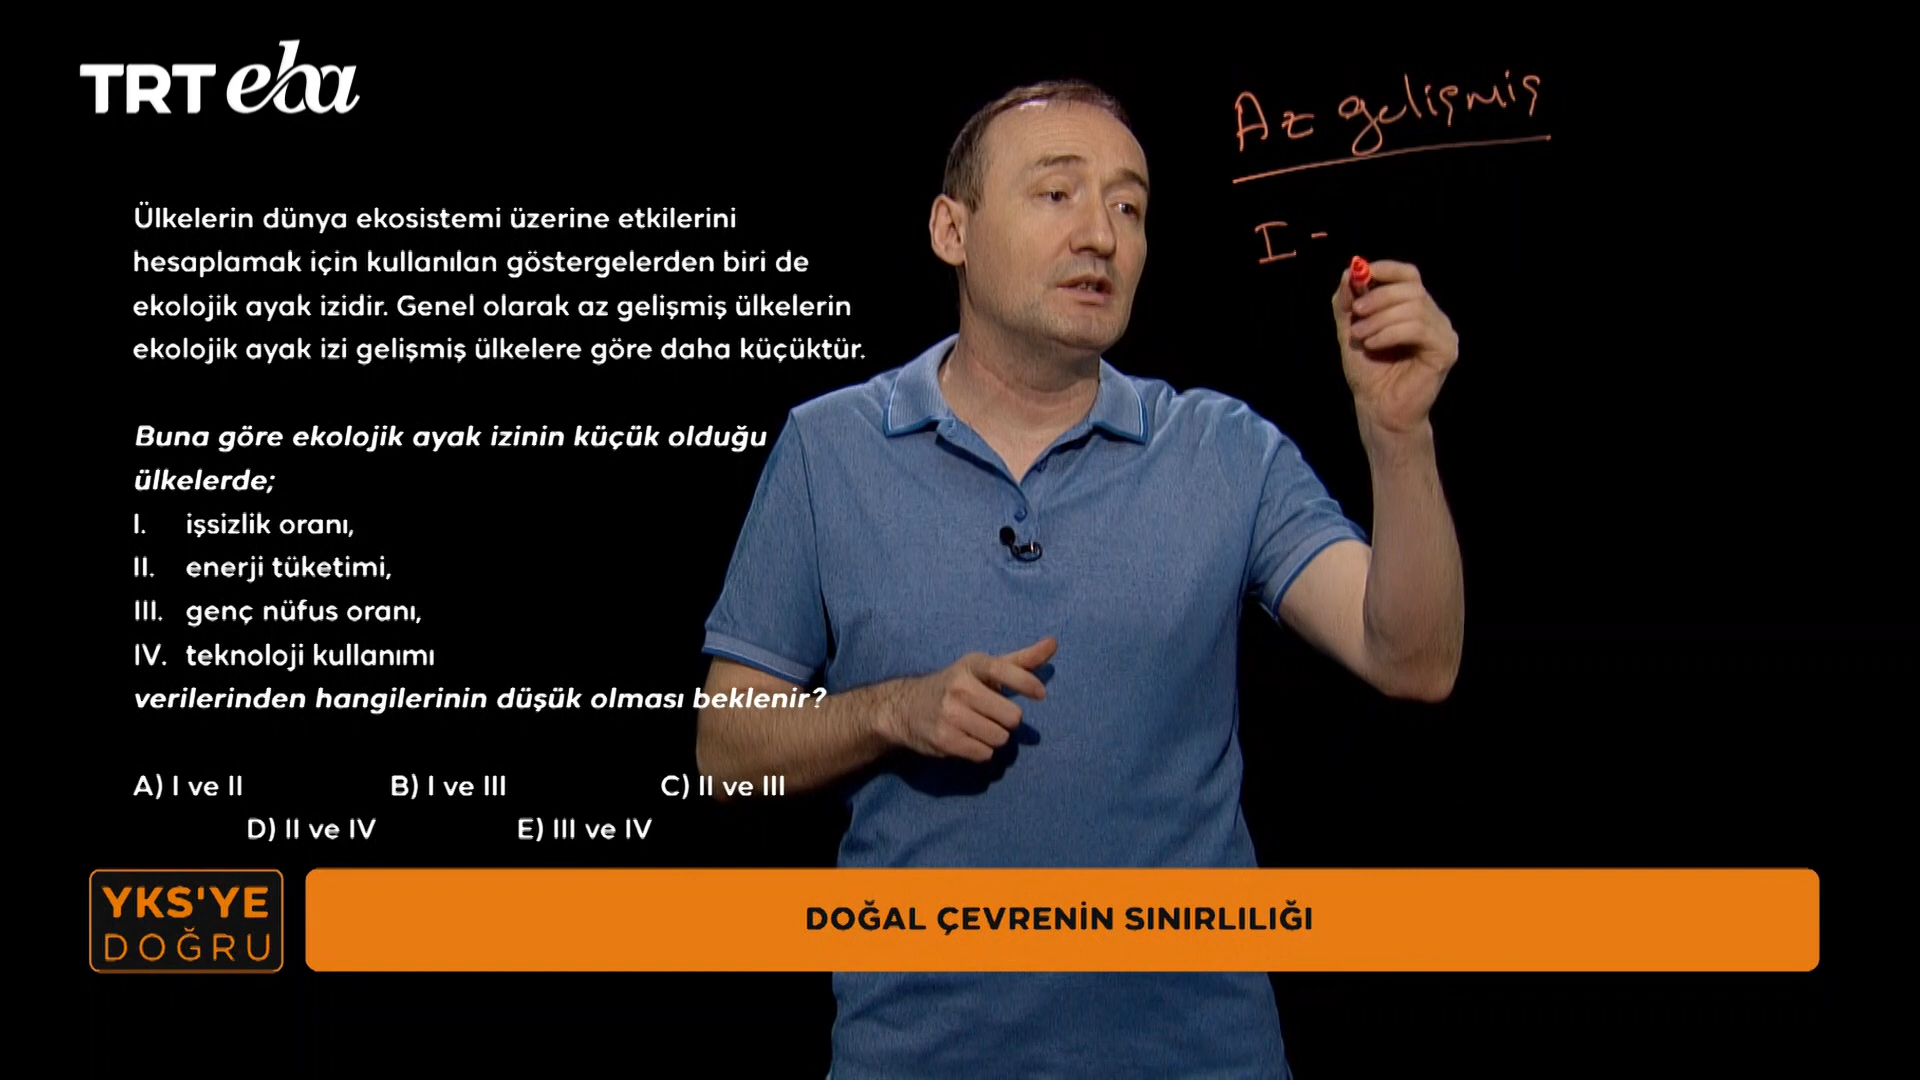 TRT eba
Az gelişmiş
I -
Ülkelerin dünya ekosistemi üzerine etkilerini
hesaplamak için kullanılan göstergelerden biri de
ekolojik ayak izidir. Genel olarak az gelişmiş ülkelerin
ekolojik ayak izi gelişmiş ülkelere göre daha küçüktür.
Buna göre ekolojik ayak izinin küçük olduğu
ülkelerde;
I. işsizlik oranı,
II. enerji tüketimi,
III. genç nüfus oranı,
IV. teknoloji kullanımı
verilerinden hangilerinin düşük olması beklenir?
A) I ve II B) I ve III C) II ve III
D) II ve IV E) III ve IV
YKS'YE
DOĞRU
DOĞAL ÇEVRENİN SINIRLILIĞI